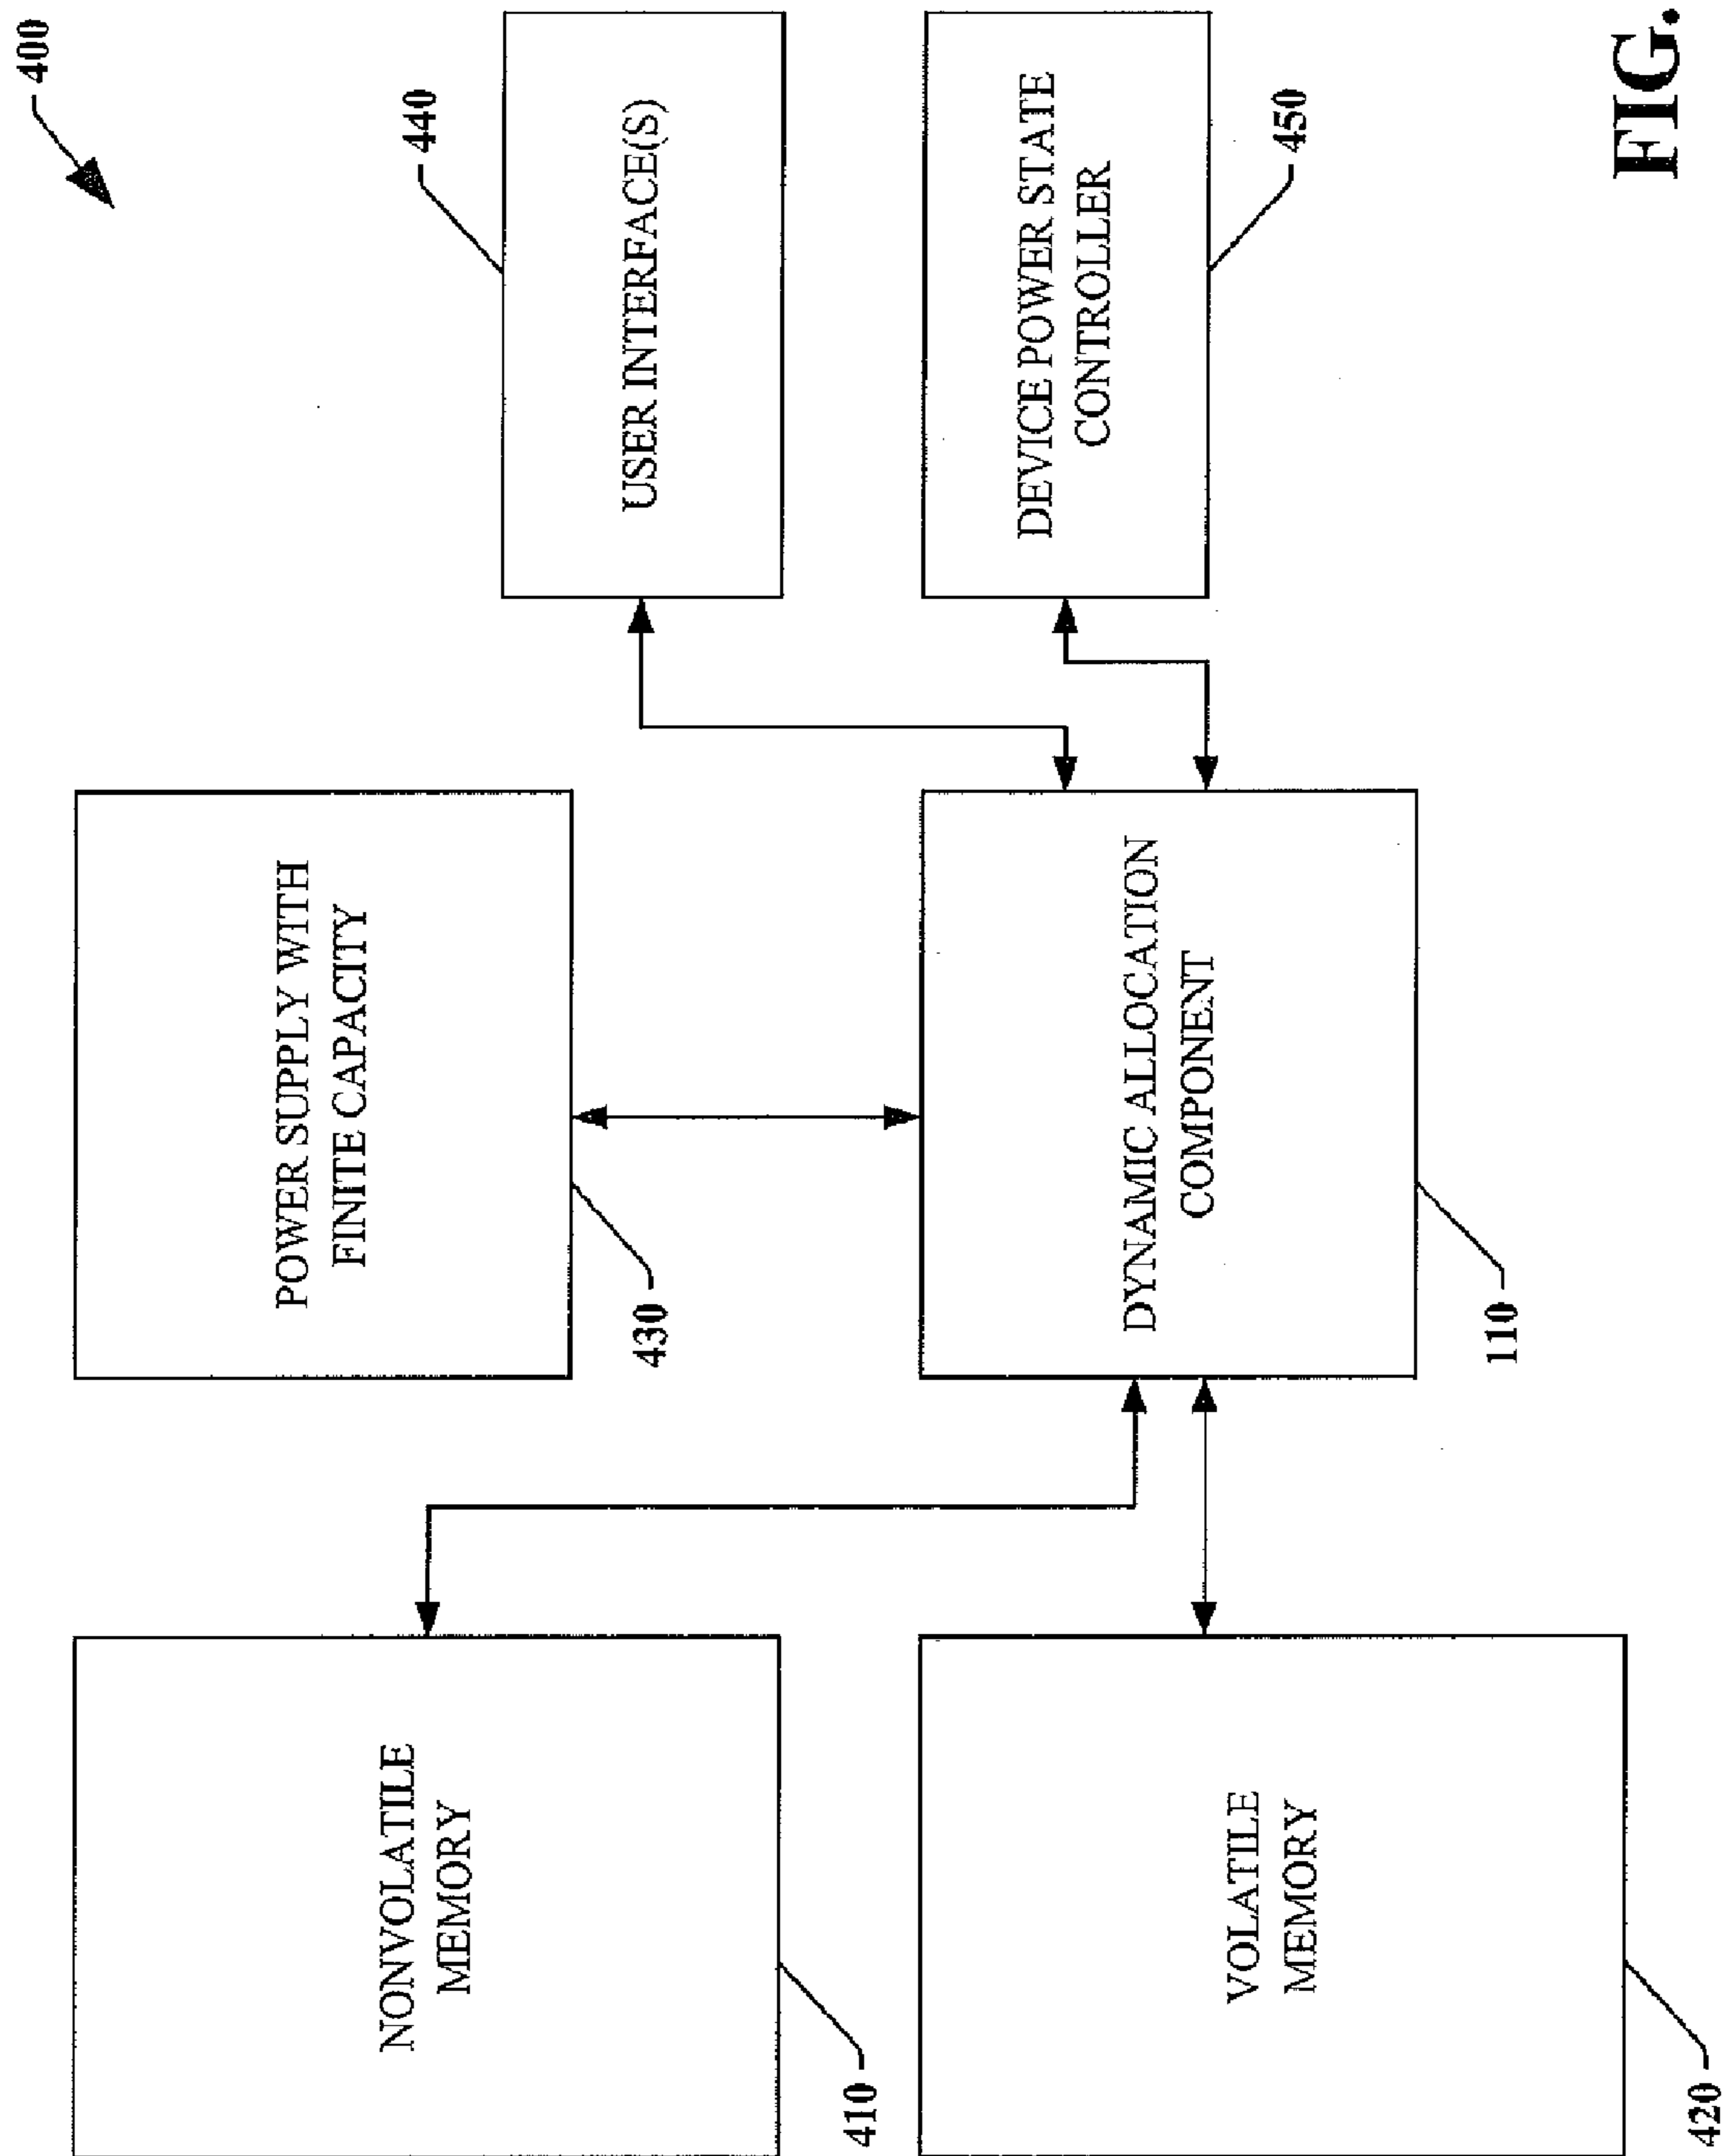 400
NONVOLATILE
MEMORY
410
POWER SUPPLY WITH
FINITE CAPACITY
430
USER INTERFACE(S)
440
VOLATILE
MEMORY
420
DYNAMIC ALLOCATION
COMPONENT
110
DEVICE POWER STATE
CONTROLLER
450
FIG.